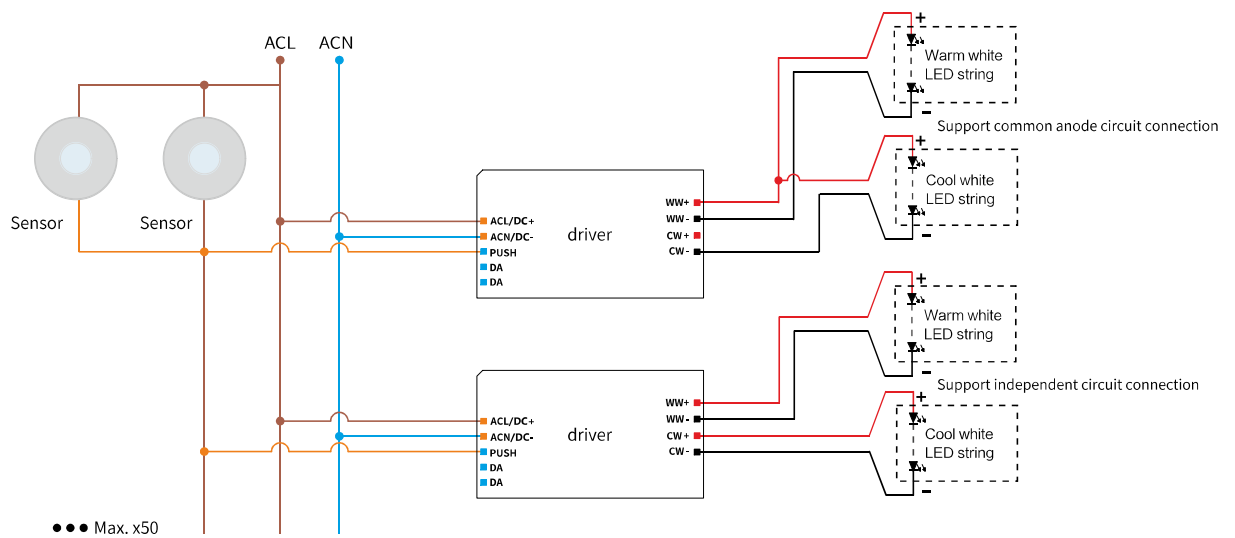 ACL ACN
Sensor
Sensor
Warm white
LED string
+
-
Support common anode circuit connection
Cool white
LED string
+
-
ACL/DC+
ACN/DC-
PUSH
DA
DA
driver
WW+
WW-
CW+
CW-
Warm white
LED string
+
-
Support independent circuit connection
Cool white
LED string
+
-
ACL/DC+
ACN/DC-
PUSH
DA
DA
driver
WW+
WW-
CW+
CW-
●●● Max. x50